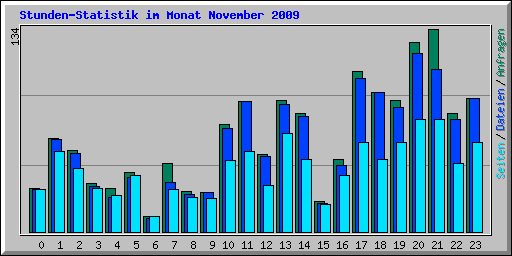 Stunden-Statistik im Monat November 2009
134
Seiten/Dateien/Anfragen
0 1 2 3 4 5 6 7 8 9 10 11 12 13 14 15 16 17 18 19 20 21 22 23